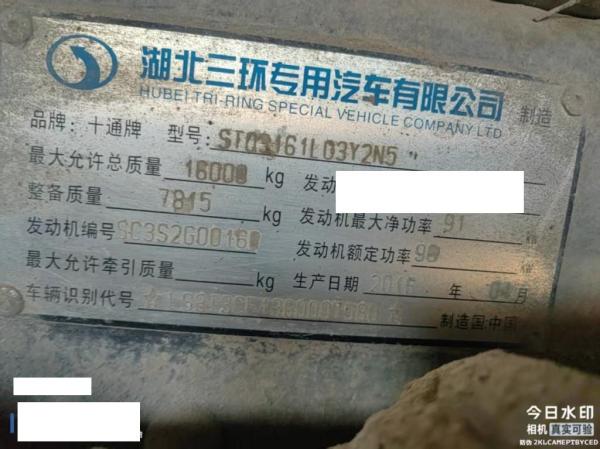 湖北三环专用汽车有限公司 制造
HUBEI TRI-RING SPECIAL VEHICLE COMPANY LTD
品牌: 十通牌 型号: STQ3161L03Y2N5
最大允许总质量 16000 kg 发动
整备质量 7815 kg 发动机最大净功率 91
发动机编号 发动机额定功率 90
最大允许牵引质量 kg 生产日期 2016 年 04 月
车辆识别代号 制造国:中国
今日水印
相机 真实可验
防伪 2KLCAMEPTBYCED